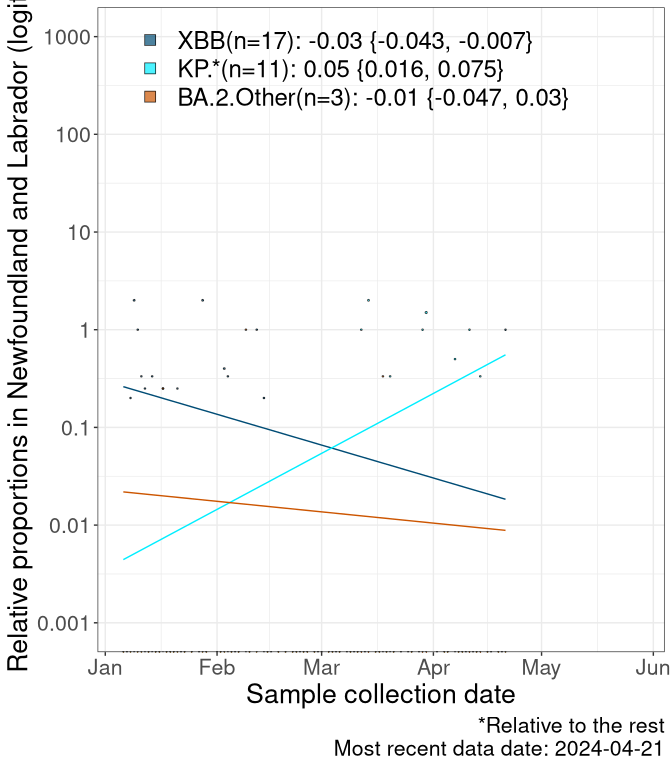 Relative proportions in Newfoundland and Labrador (logit
XBB(n=17): -0.03 {-0.043, -0.007}
KP.*(n=11): 0.05 {0.016, 0.075}
BA.2.Other(n=3): -0.01 {-0.047, 0.03}
1000
100
10
1
0.1
0.01
0.001
Jan Feb Mar Apr May Jun
Sample collection date
*Relative to the rest
Most recent data date: 2024-04-21